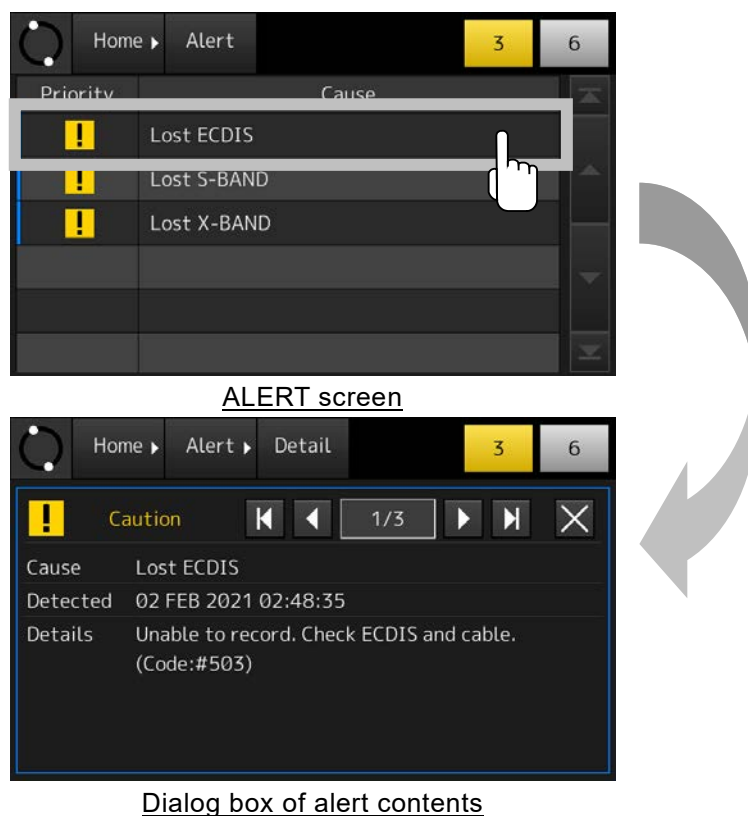 Home Alert 3 6
Priority Cause
! Lost ECDIS
! Lost S-BAND
! Lost X-BAND
ALERT screen
Home Alert Detail 3 6
! Caution 1/3
Cause Lost ECDIS
Detected 02 FEB 2021 02:48:35
Details Unable to record. Check ECDIS and cable.
(Code:#503)
Dialog box of alert contents